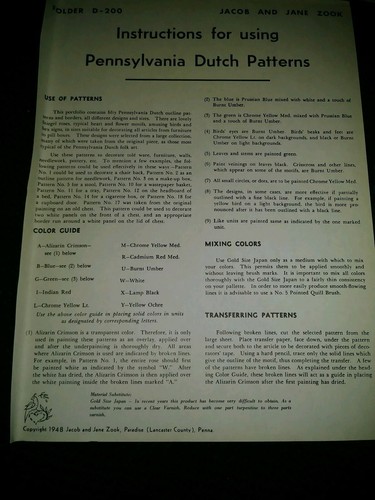 FOLDER D-200
JACOB AND JANE ZOOK
Instructions for using
Pennsylvania Dutch Patterns
USE OF PATTERNS
This portfolio contains fifty Pennsylvania Dutch outline patterns and borders, all different designs and sizes. There are lovely
heart and flower motifs, amusing birds and
signs, in sizes suitable for decorating all articles from furniture
to pill boxes. These designs were selected from a large collection,
many of which were taken from the original piece, as those most
typical of the Pennsylvania Dutch folk art.
Use these patterns to decorate old ware, furniture, walls,
needlework, pottery, etc. To mention a few examples, the following patterns could be used effectively in these ways—Pattern
No. 1 could be used to decorate a chair back, Pattern No. 2 as an
outline pattern for needlework, Pattern No. 3 on a make-up box,
Pattern No. 5 for a stool, Pattern No. 10 for a wastepaper basket,
Pattern No. 11 for a tray, Pattern No. 12 on the headboard of
a bed, Pattern No. 14 for a cigarette box, or Pattern No. 18 for
a cupboard door. Pattern No. 17 was taken from the original
painting on an old chest. This pattern could be used to decorate
two white panels on the front of a chest, and an appropriate
border run around a white panel on the lid of chest.
COLOR GUIDE
A—Alizarin Crimson—
see (1) below
B—Blue—see (2) below
G—Green—see (3) below
I—Indian Red
L—Chrome Yellow Lt.
M—Chrome Yellow Med.
R—Cadmium Red Med.
U—Burnt Umber
W—White
X—Lamp Black
Y—Yellow Ochre
Use the above color guide in placing solid colors in units
as designated by corresponding letters.
(1) Alizarin Crimson is a transparent color. Therefore, it is only
used in painting these patterns as an overlay, applied over
and after the underpainting is thoroughly dry. All areas
where Alizarin Crimson is used are indicated by broken lines.
For example, in Pattern No. 1, the entire rose should first
be painted white as indicated by the symbol "W." After
the white has dried, the Alizarin Crimson is then applied over
the white painting inside the broken lines marked "A."
(2) The blue is Prussian Blue mixed with white and a touch of
Burnt Umber.
(3) The green is Chrome Yellow Med. mixed with Prussian Blue
and a touch of Burnt Umber.
(4) Birds' eyes are Burnt Umber. Birds' beaks and feet are
Chrome Yellow Lt. on dark backgrounds, and black or Burnt
Umber on light backgrounds.
(5) Leaves and stems are painted green.
(6) Paint veinings on leaves black. Crisscross and other lines,
which appear on some of the motifs, are Burnt Umber.
(7) All small circles, or dots, are to be painted Chrome Yellow Med.
(8) The designs, in some cases, are more effective if partially
outlined with a fine black line. For example, if painting a
yellow bird on a light background, the bird is more pronounced after it has been outlined with a black line.
(9) Like units are painted same as indicated by the one marked
unit.
MIXING COLORS
Use Gold Size Japan only as a medium with which to mix
your colors. This permits them to be applied smoothly and
without leaving brush marks. It is important to mix all colors
thoroughly with the Gold Size Japan to a fairly thin consistency
on your pallette. In order to more easily produce smooth-flowing
lines it is advisable to use a No. 5 Pointed Quill Brush.
TRANSFERRING PATTERNS
Following broken lines, cut the selected pattern from the
large sheet. Place transfer paper, face down, under the pattern
and secure both to the article to be decorated with pieces of decorators' tape. Using a hard pencil, trace only the solid lines which
give the outline of the motif, thus completing the transfer. A few
of the patterns have broken lines. As explained under the heading Color Guide, these broken lines will act as a guide in placing
the Alizarin Crimson after the first painting has dried.
Material Substitute:
Gold Size Japan - In recent years this product has become very difficult to obtain. As a
substitute you can use a Clear Varnish. Reduce with one part turpentine to three parts
varnish.
Copyright 1948 Jacob and Jane Zook, Paradise (Lancaster County), Penna.